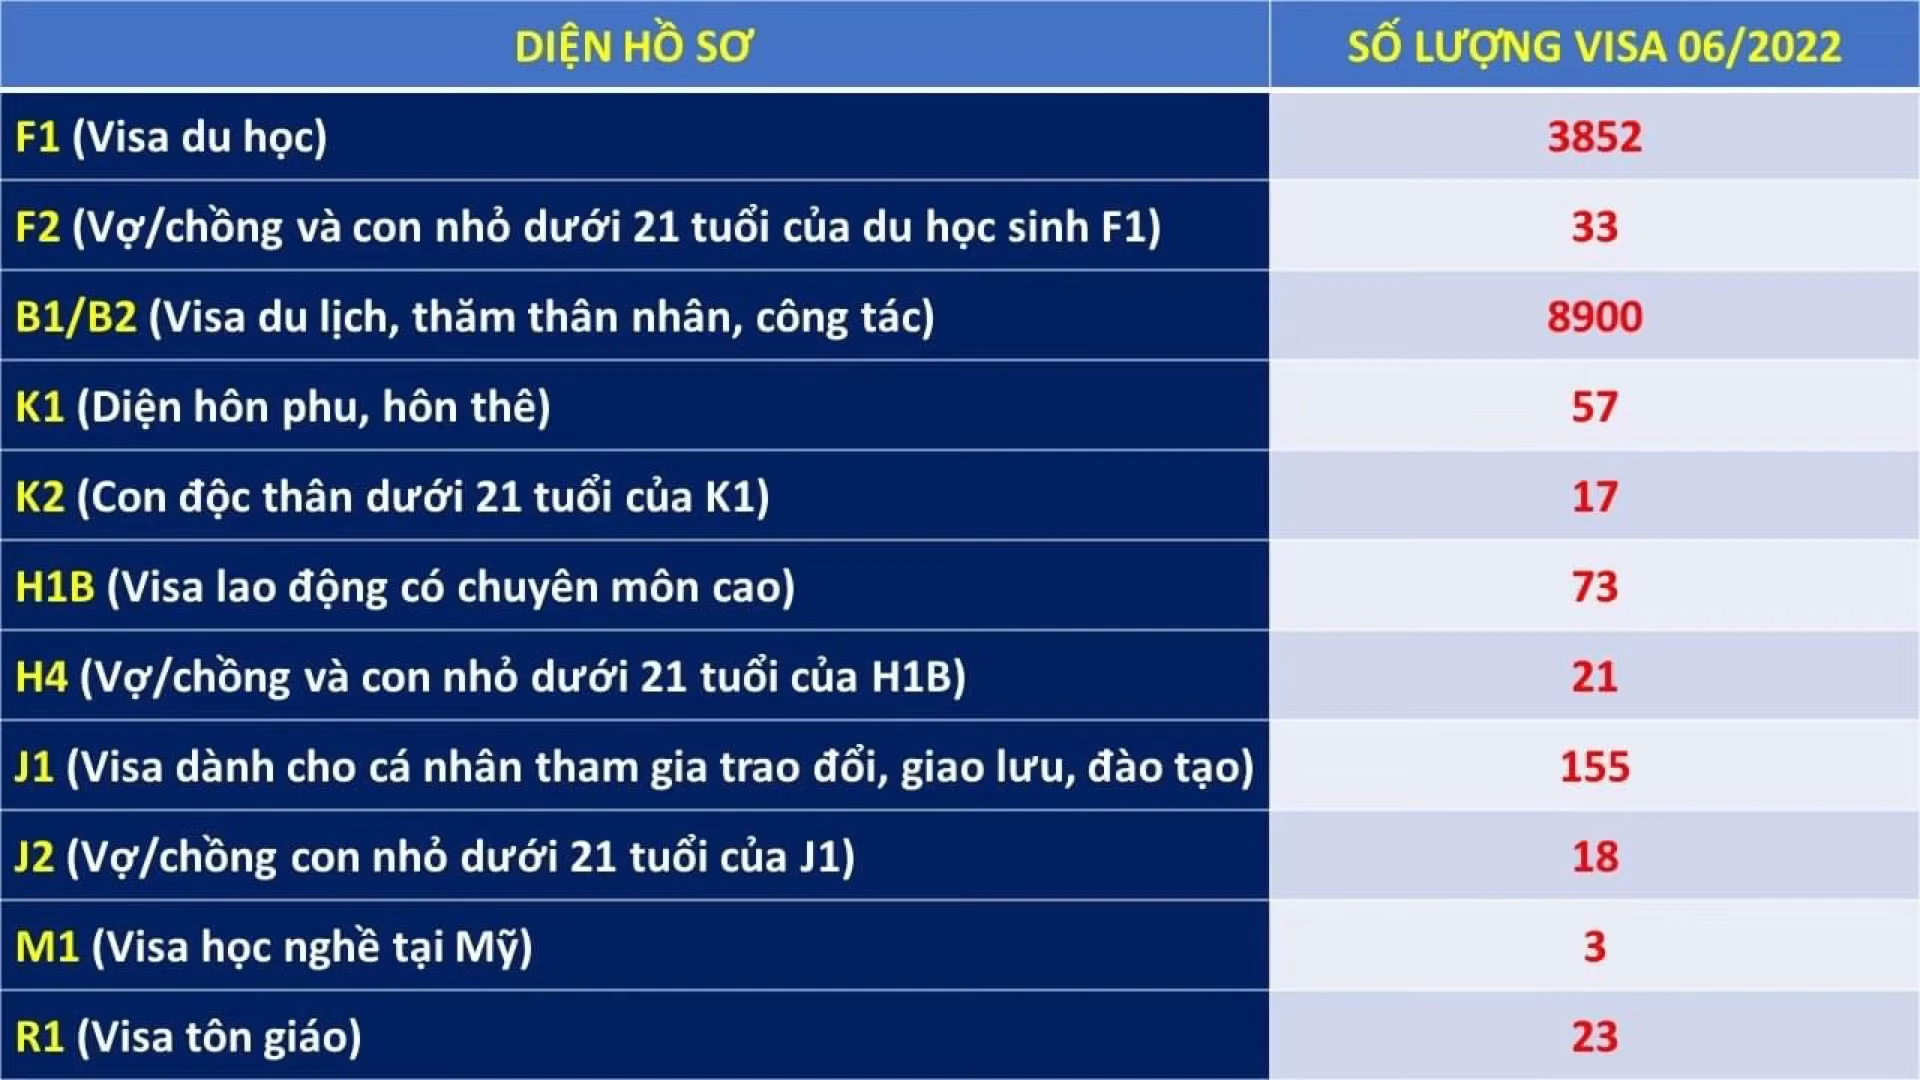 DIỆN HỒ SƠ SỐ LƯỢNG VISA 06/2022
F1 (Visa du học) 3852
F2 (Vợ/chồng và con nhỏ dưới 21 tuổi của du học sinh F1) 33
B1/B2 (Visa du lịch, thăm thân nhân, công tác) 8900
K1 (Diện hôn phu, hôn thê) 57
K2 (Con độc thân dưới 21 tuổi của K1) 17
H1B (Visa lao động có chuyên môn cao) 73
H4 (Vợ/chồng và con nhỏ dưới 21 tuổi của H1B) 21
J1 (Visa dành cho cá nhân tham gia trao đổi, giao lưu, đào tạo) 155
J2 (Vợ/chồng con nhỏ dưới 21 tuổi của J1) 18
M1 (Visa học nghề tại Mỹ) 3
R1 (Visa tôn giáo) 23